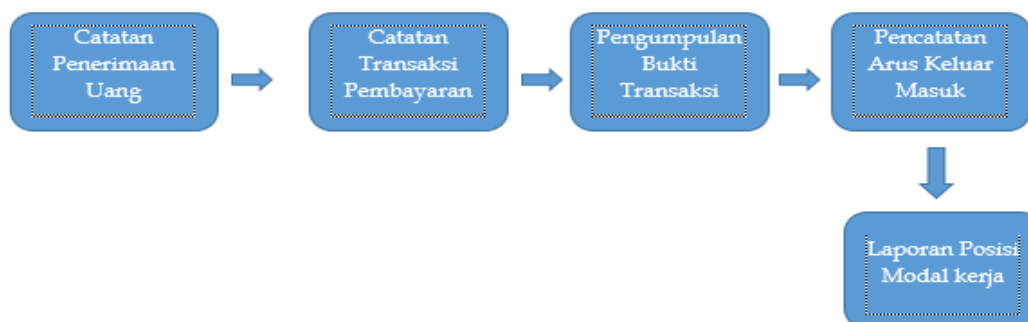 Catatan
Penerimaan
Uang
Catatan
Transaksi
Pembayaran
Pengumpulan
Bukti
Transaksi
Pencatatan
Arus Keluar
Masuk
Laporan Posisi
Modal kerja